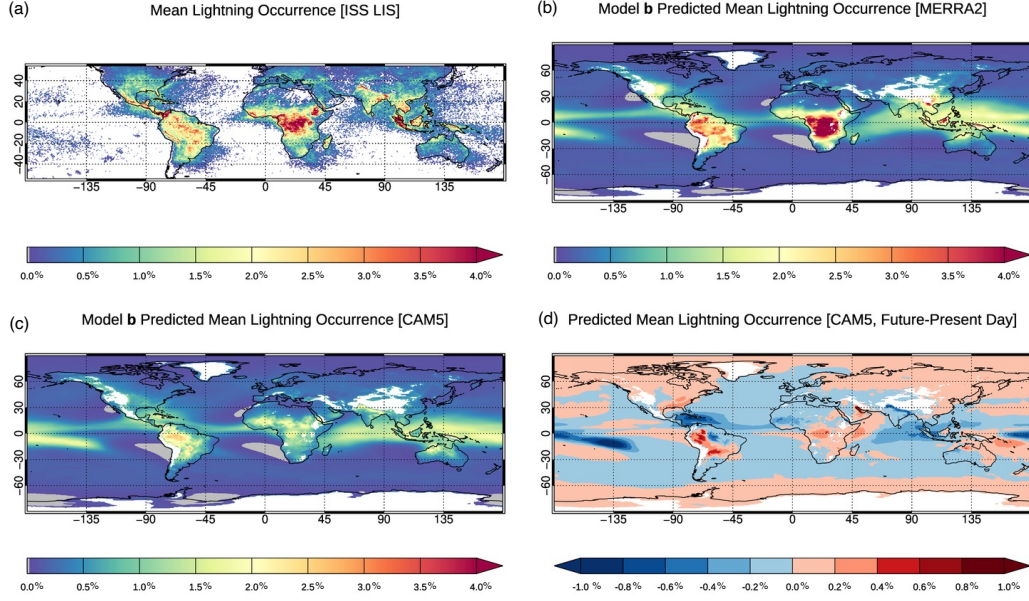 (a)
Mean Lightning Occurrence [ISS LIS]
40
20
0
−20
−40
−135 −90 −45 0 45 90 135
0.0% 0.5% 1.0% 1.5% 2.0% 2.5% 3.0% 3.5% 4.0%
(b)
Model b Predicted Mean Lightning Occurrence [MERRA2]
60
30
0
−30
−60
−135 −90 −45 0 45 90 135
0.0% 0.5% 1.0% 1.5% 2.0% 2.5% 3.0% 3.5% 4.0%
(c)
Model b Predicted Mean Lightning Occurrence [CAM5]
60
30
0
−30
−60
−135 −90 −45 0 45 90 135
0.0% 0.5% 1.0% 1.5% 2.0% 2.5% 3.0% 3.5% 4.0%
(d)
Predicted Mean Lightning Occurrence [CAM5, Future-Present Day]
60
30
0
−30
−60
−135 −90 −45 0 45 90 135
-1.0 % -0.8 % -0.6 % -0.4 % -0.2 % 0.0 % 0.2 % 0.4 % 0.6 % 0.8 % 1.0%